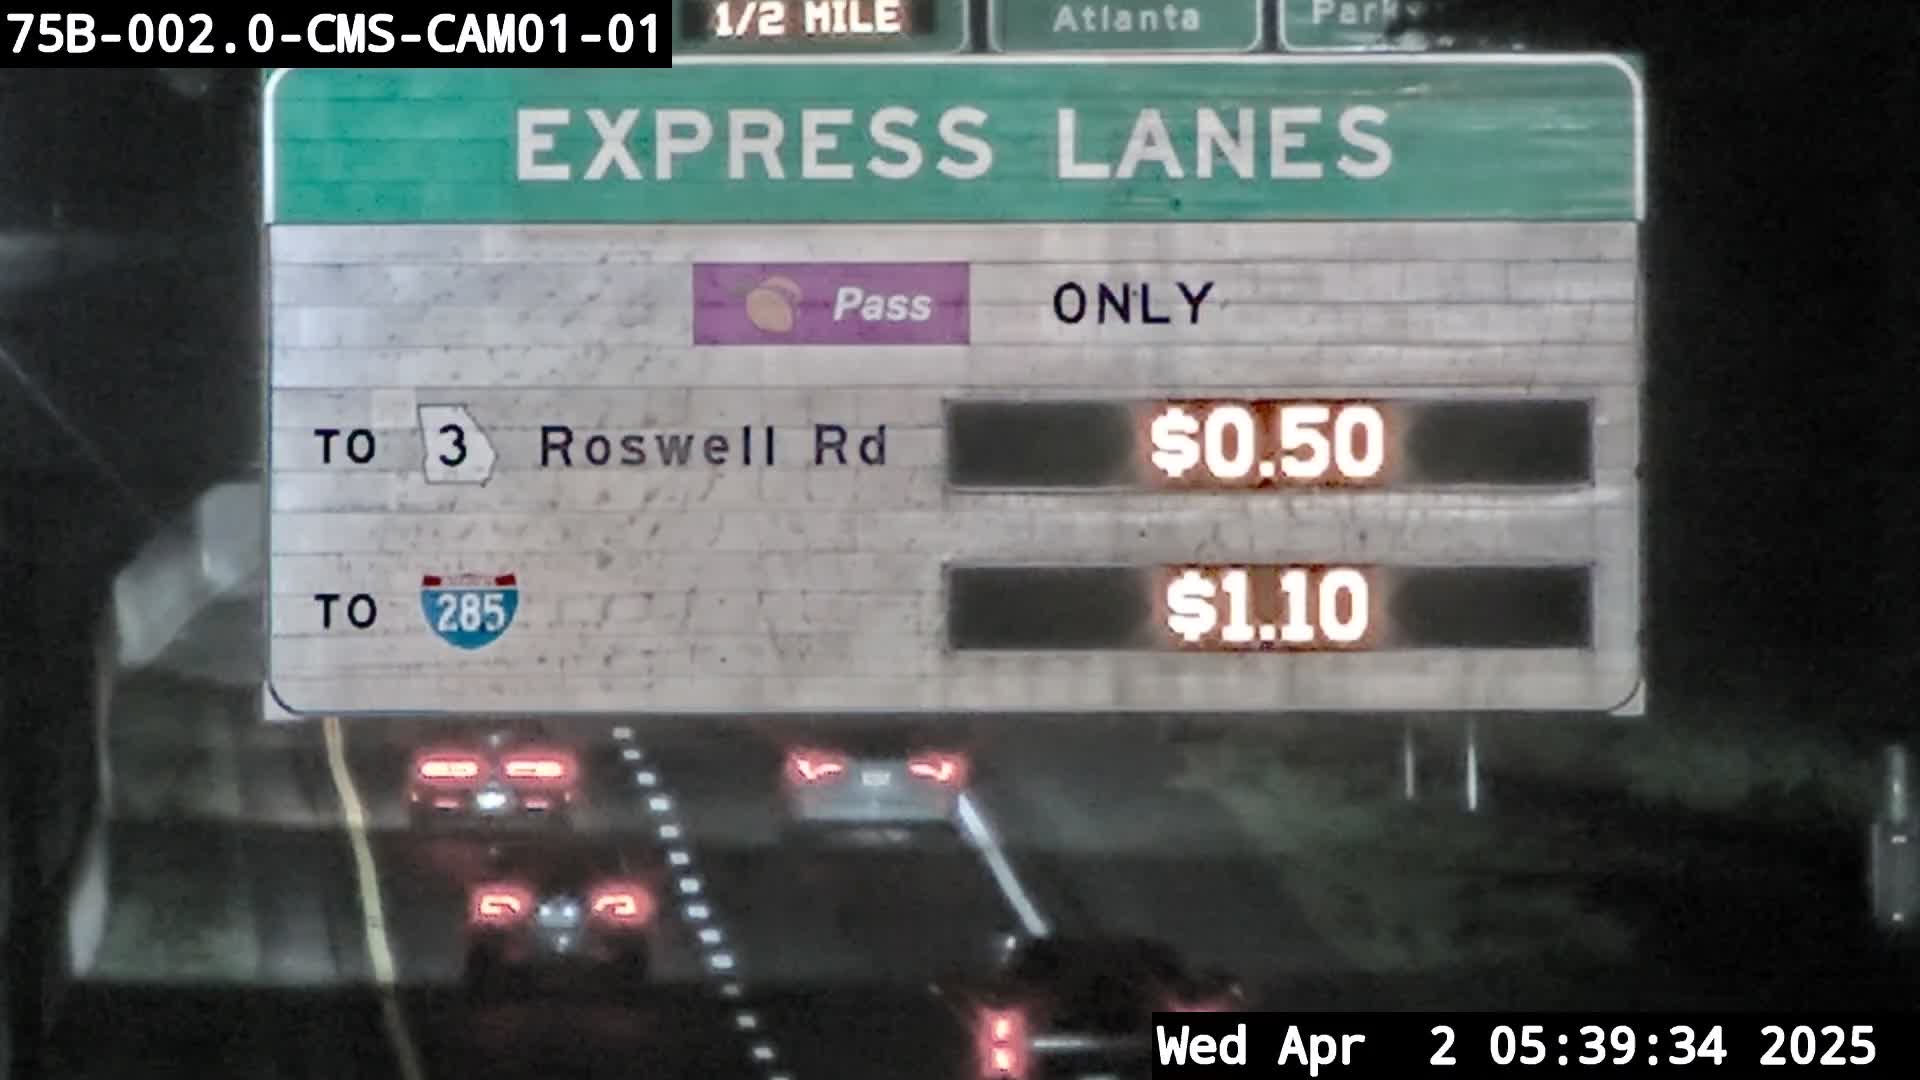 75B-002.0-CMS-CAM01-01
1/2 MILE
Atlanta
EXPRESS LANES
Pass ONLY
TO 3 Roswell Rd $0.50
TO 285 $1.10
Wed Apr 2 05:39:34 2025